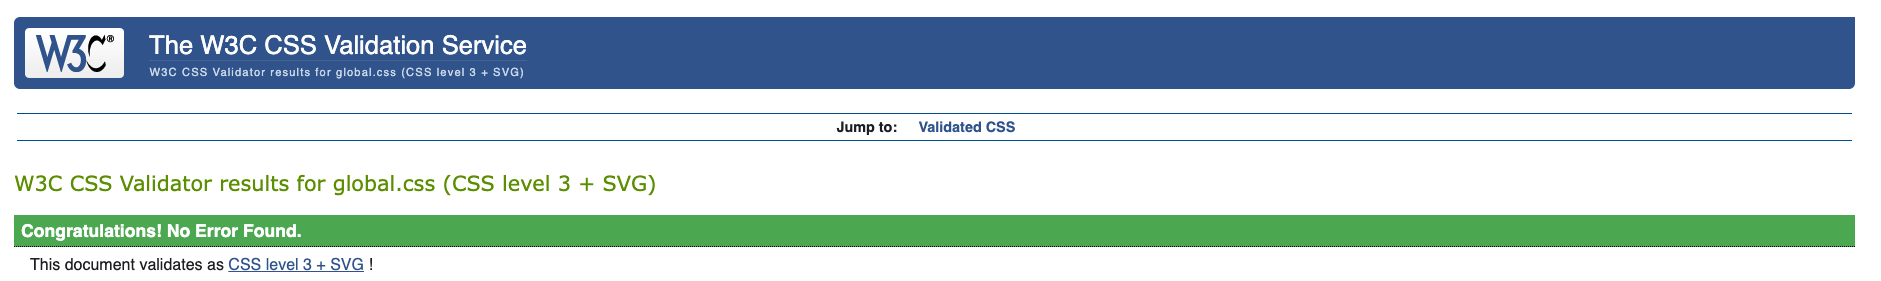 W3C®
The W3C CSS Validation Service
W3C CSS Validator results for global.css (CSS level 3 + SVG)
Jump to: Validated CSS
W3C CSS Validator results for global.css (CSS level 3 + SVG)
Congratulations! No Error Found.
This document validates as CSS level 3 + SVG !